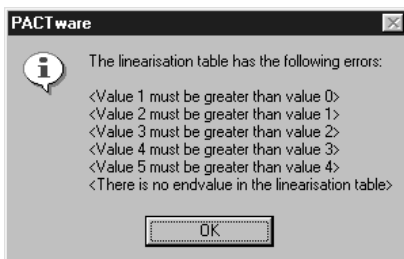 PACTware
The linearisation table has the following errors:
<Value 1 must be greater than value 0>
<Value 2 must be greater than value 1>
<Value 3 must be greater than value 2>
<Value 4 must be greater than value 3>
<Value 5 must be greater than value 4>
<There is no endvalue in the linearisation table>
OK